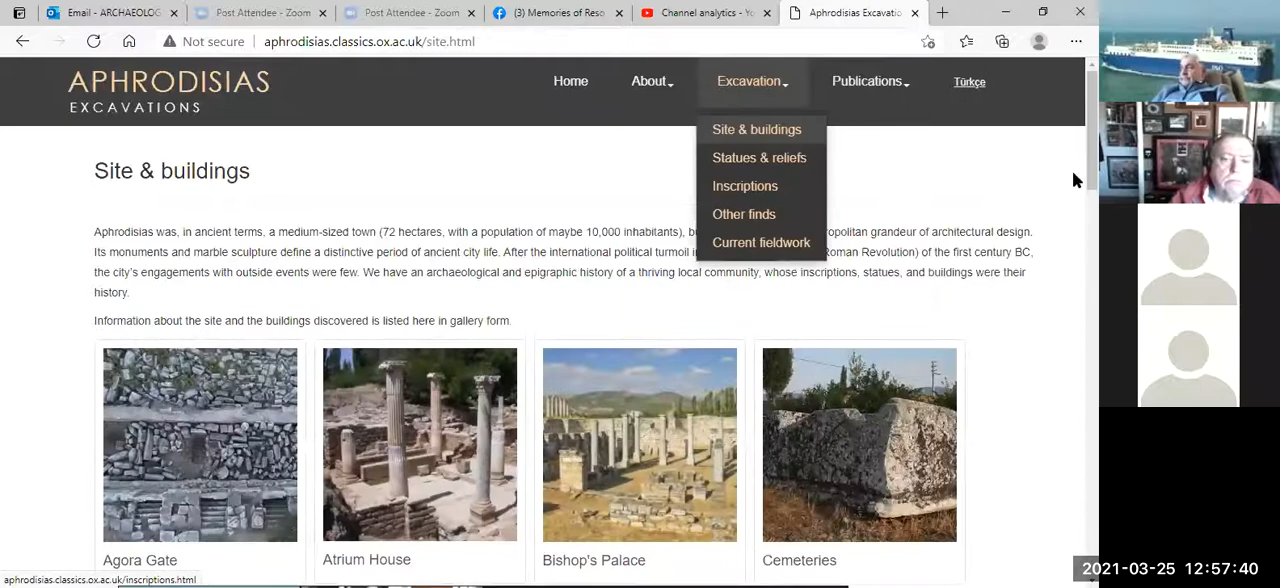 Email - ARCHAEOLOG
Post Attendee - Zoom
Post Attendee - Zoom
(3) Memories of Reso
Channel analytics - Yo
Aphrodisias Excavatio
Not secure
aphrodisias.classics.ox.ac.uk/site.html
APHRODISIAS
EXCAVATIONS
Home
About
Excavation
Publications
Türkçe
Site & buildings
Statues & reliefs
Inscriptions
Other finds
Current fieldwork
Site & buildings
Aphrodisias was, in ancient terms, a medium-sized town (72 hectares, with a population of maybe 10,000 inhabitants), bu ropolitan grandeur of architectural design.
Its monuments and marble sculpture define a distinctive period of ancient city life. After the international political turmoil i Roman Revolution) of the first century BC,
the city's engagements with outside events were few. We have an archaeological and epigraphic history of a thriving local community, whose inscriptions, statues, and buildings were their
history.
Information about the site and the buildings discovered is listed here in gallery form.
Agora Gate
Atrium House
Bishop's Palace
Cemeteries
aphrodisias.classics.ox.ac.uk/inscriptions.html
2021-03-25 12:57:40